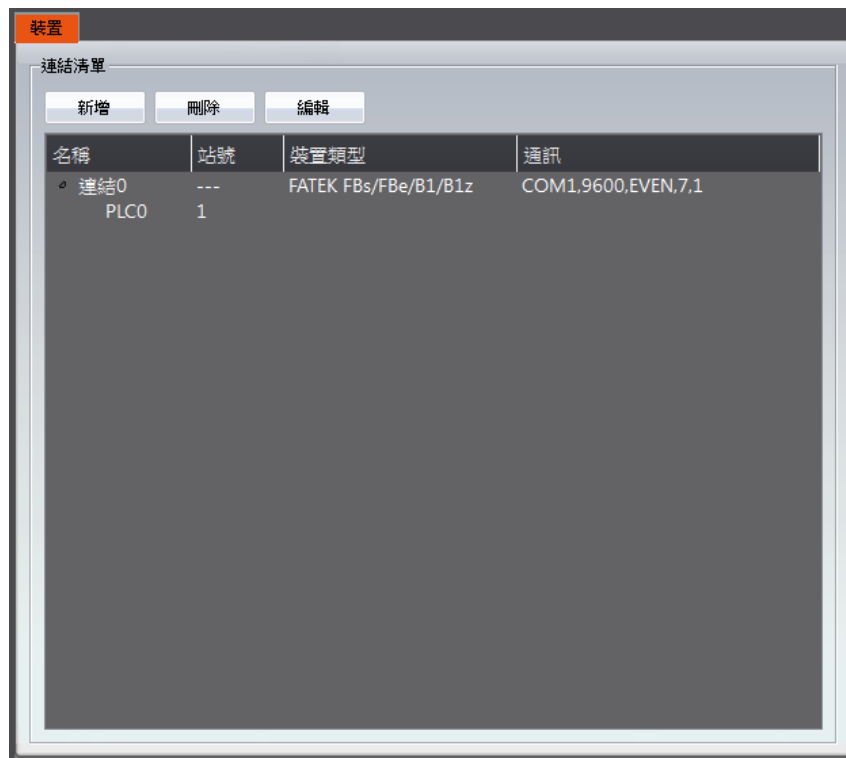 裝置
連結清單
新增 刪除 編輯
名稱 站號 裝置類型 通訊
連結0 --- FATEK FBs/FBe/B1/B1z COM1,9600,EVEN,7,1
PLC0 1